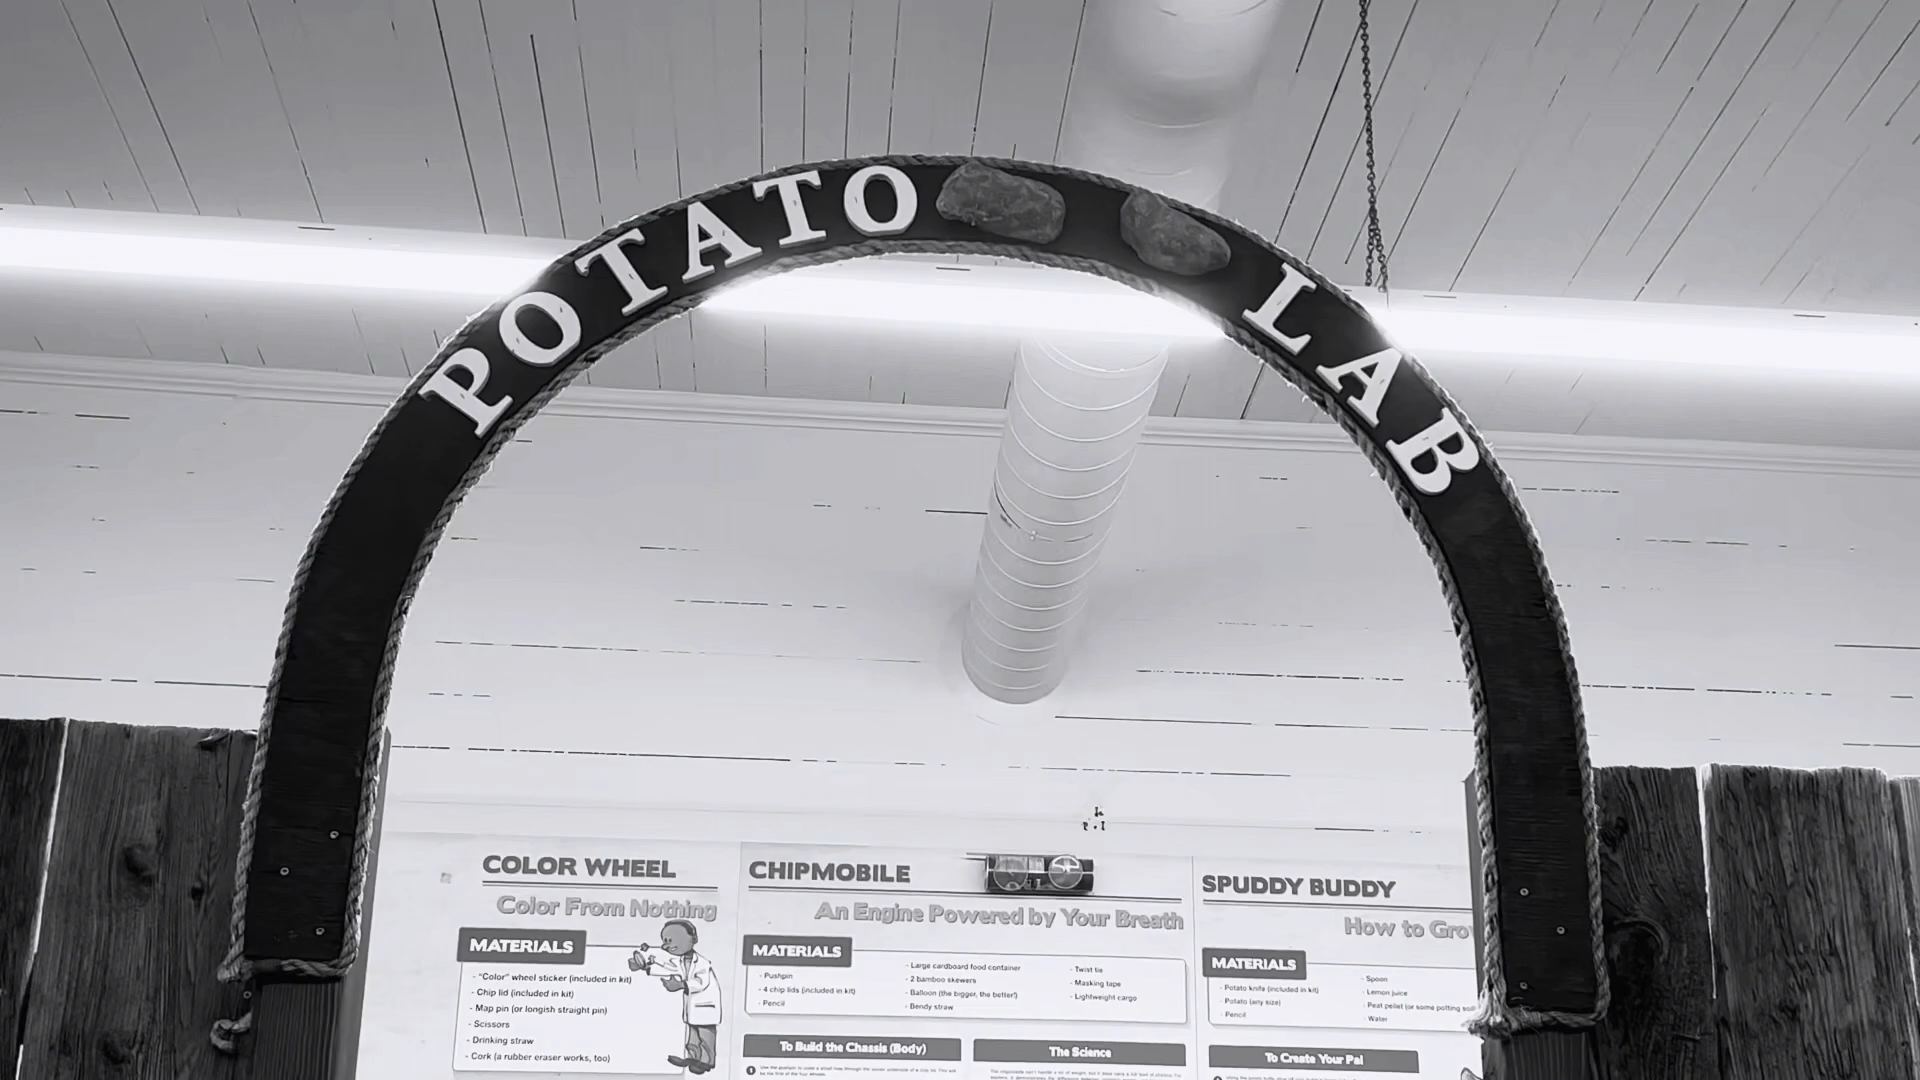 POTATO LAB
COLOR WHEEL
Color From Nothing
MATERIALS
- "Color" wheel sticker (included in kit)
- Chip lid (included in kit)
- Map pin (or longish straight pin)
- Scissors
- Drinking straw
- Cork (a rubber eraser works, too)
CHIPMOBILE
An Engine Powered by Your Breath
MATERIALS
- Pushpin
- 4 chip lids (included in kit)
- Pencil
- Large cardboard food container
- 2 bamboo skewers
- Balloon (the bigger, the better!)
- Bendy straw
- Twist tie
- Masking tape
- Lightweight cargo
To Build the Chassis (Body)
1
The Science
SPUDDY BUDDY
How to Gro
MATERIALS
- Potato knife (included in kit)
- Potato (any size)
- Pencil
- Spoon
- Lemon juice
- Peat pellet (or some potting soil
- Water
To Create Your Pal